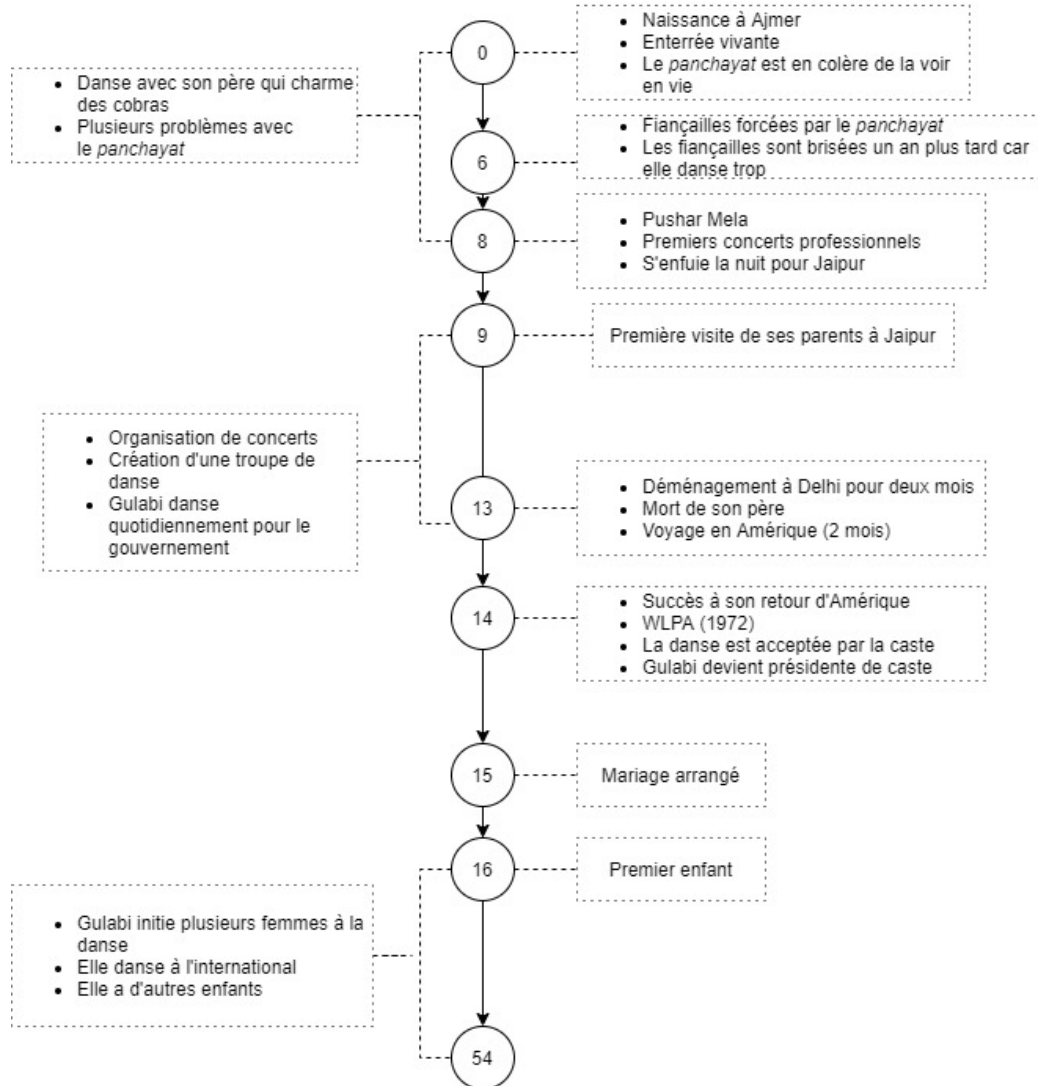 0
• Naissance à Ajmer
• Enterrée vivante
• Le panchayat est en colère de la voir
en vie
• Danse avec son père qui charme
des cobras
• Plusieurs problèmes avec
le panchayat
6
• Fiançailles forcées par le panchayat
• Les fiançailles sont brisées un an plus tard car
elle danse trop
8
• Pushar Mela
• Premiers concerts professionnels
• S'enfuie la nuit pour Jaipur
9
Première visite de ses parents à Jaipur
• Organisation de concerts
• Création d'une troupe de
danse
• Gulabi danse
quotidiennement pour le
gouvernement
13
• Déménagement à Delhi pour deux mois
• Mort de son père
• Voyage en Amérique (2 mois)
14
• Succès à son retour d'Amérique
• WLPA (1972)
• La danse est acceptée par la caste
• Gulabi devient présidente de caste
15
Mariage arrangé
16
Premier enfant
• Gulabi initie plusieurs femmes à la
danse
• Elle danse à l'international
• Elle a d'autres enfants
54